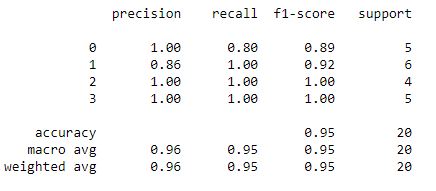 precision recall f1-score support
0 1.00 0.80 0.89 5
1 0.86 1.00 0.92 6
2 1.00 1.00 1.00 4
3 1.00 1.00 1.00 5
accuracy 0.95 20
macro avg 0.96 0.95 0.95 20
weighted avg 0.96 0.95 0.95 20